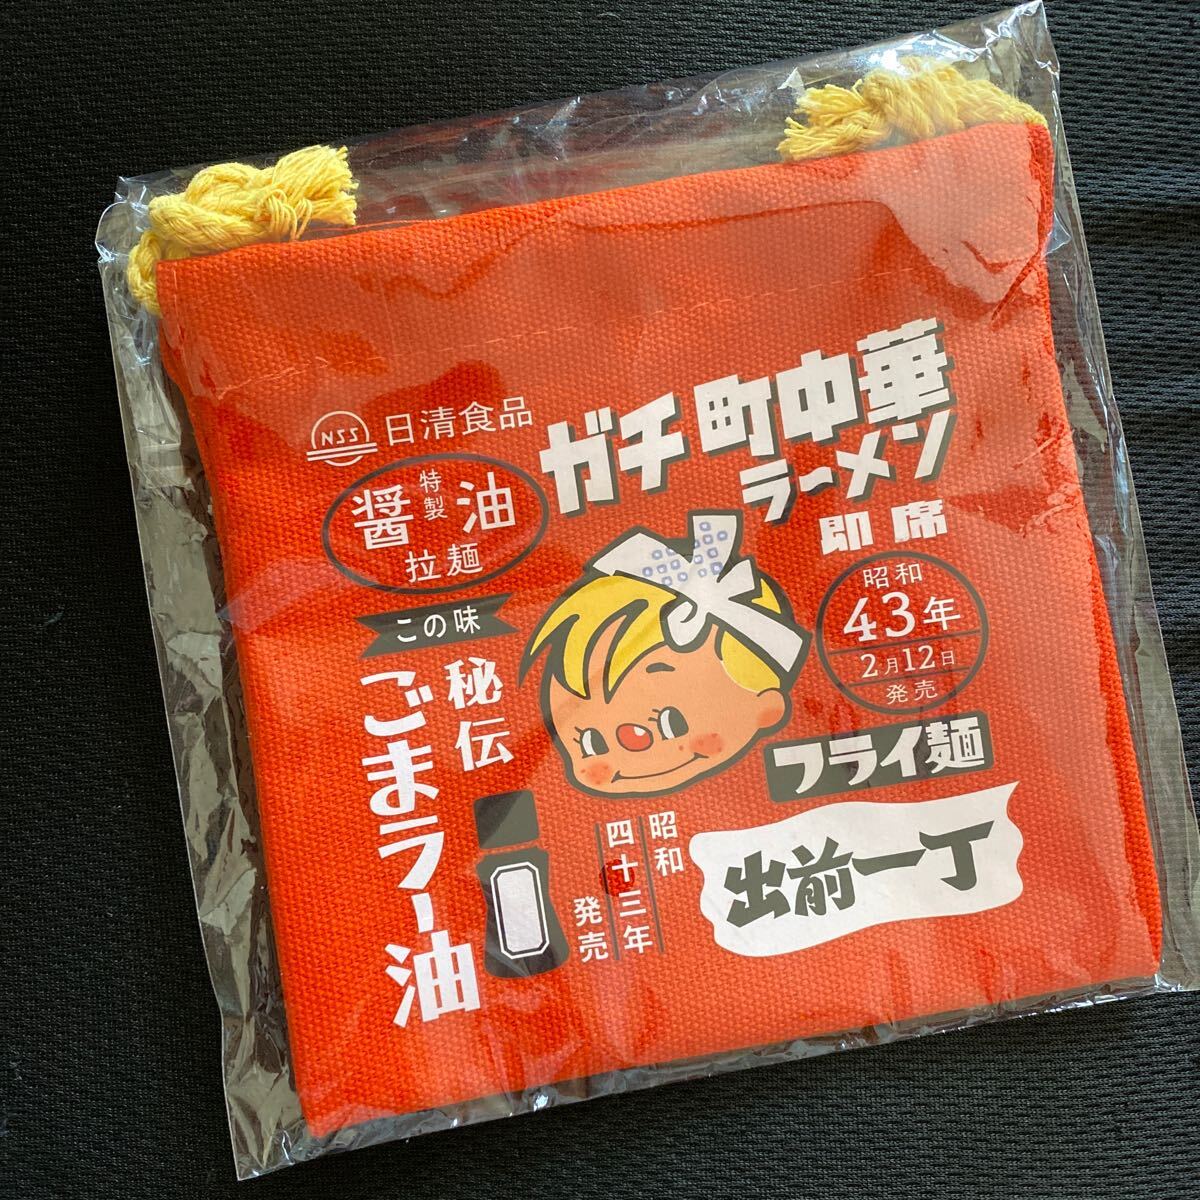 NSS 日清食品
特製
醤油
拉麺
ガチ町中華
ラーメン
即席
昭和
43年
2月12日
発売
この味
秘伝
ごまラー油
フライ麺
昭和
四十三年
発売
出前一丁